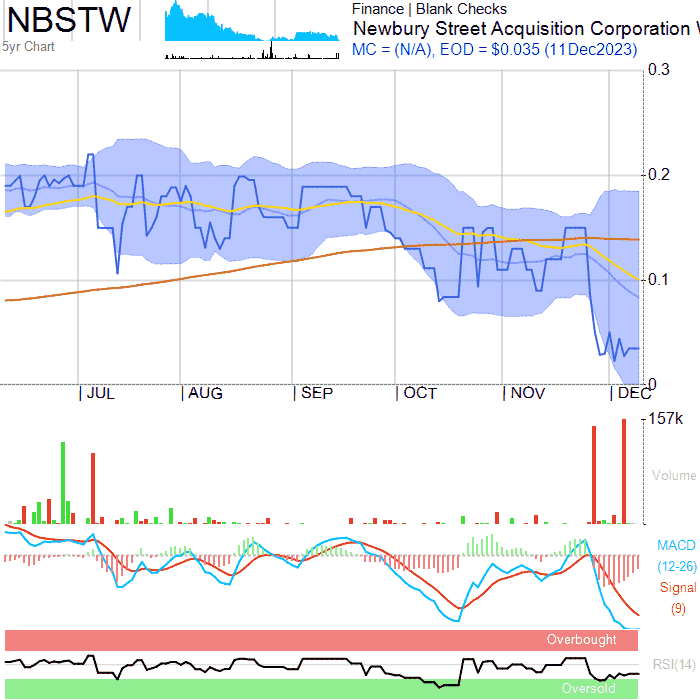 NBSTW
5yr Chart
Finance | Blank Checks
Newbury Street Acquisition Corporation W
MC = (N/A), EOD = $0.035 (11Dec2023)
0.3
0.2
0.1
0
| JUL | AUG | SEP | OCT | NOV | DEC
157k
Volume
MACD
(12-26)
Signal
(9)
Overbought
RSI(14)
Oversold